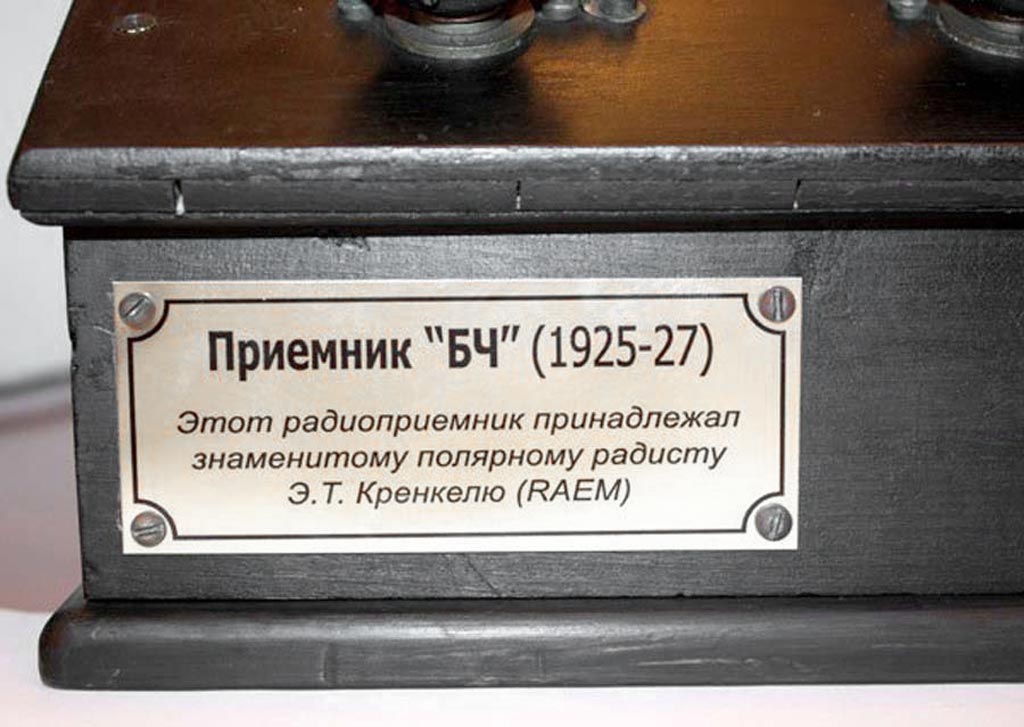 Приемник “БЧ” (1925-27)
Этот радиоприемник принадлежал
знаменитому полярному радисту
Э.Т. Кренкелю (RAEM)